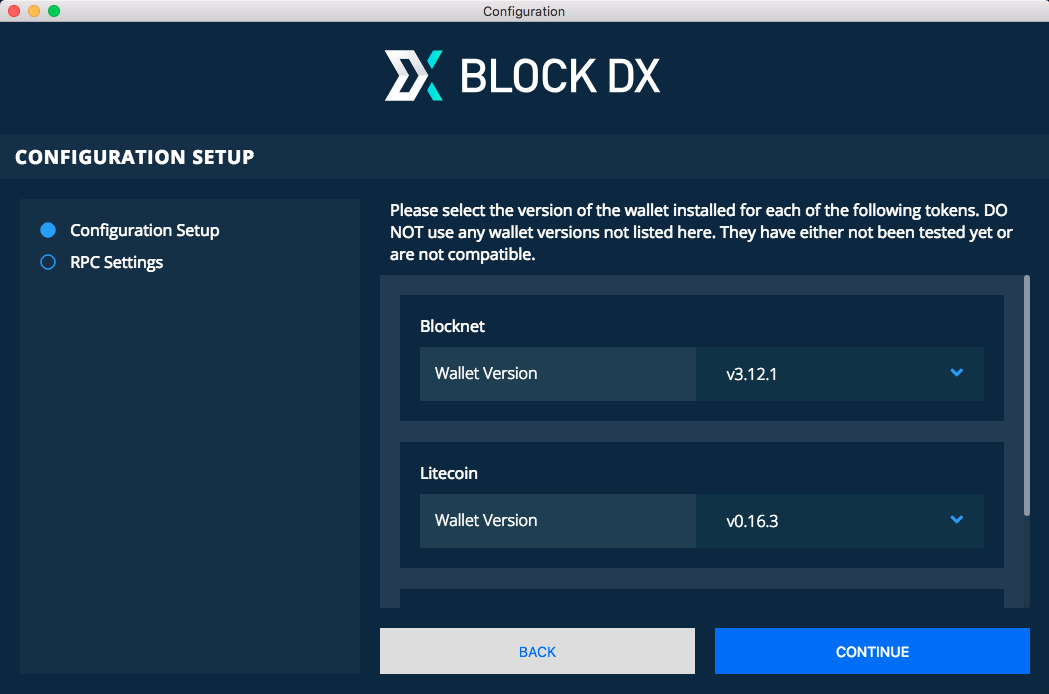 Configuration
BLOCK DX
CONFIGURATION SETUP
Configuration Setup
RPC Settings
Please select the version of the wallet installed for each of the following tokens. DO
NOT use any wallet versions not listed here. They have either not been tested yet or
are not compatible.
Blocknet
Wallet Version
v3.12.1
Litecoin
Wallet Version
v0.16.3
BACK
CONTINUE